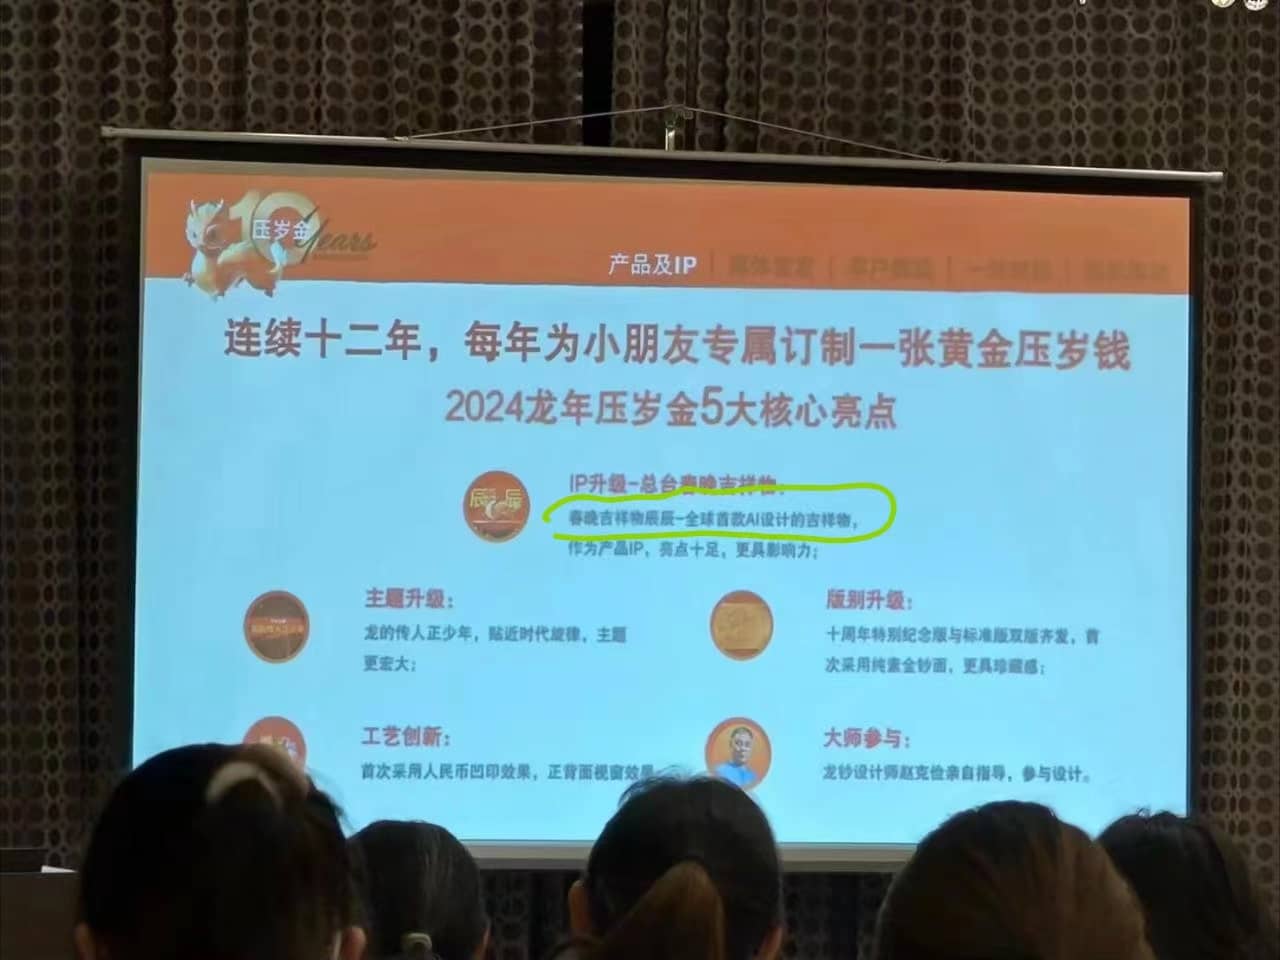 10
压岁金
Years
产品及IP
连续十二年，每年为小朋友专属订制一张黄金压岁钱
2024龙年压岁金5大核心亮点
IP升级-总台春晚吉祥物：
春晚吉祥物辰辰-全球首款AI设计的吉祥物，
作为产品IP，亮点十足，更具影响力；
主题升级：
龙的传人正少年，贴近时代旋律，主题
更宏大；
版别升级：
十周年特别纪念版与标准版双版齐发，首
次采用纯素金钞面，更具珍藏感；
工艺创新：
首次采用人民币凹印效果，正背面视窗效果
大师参与：
龙钞设计师赵克俭亲自指导，参与设计。